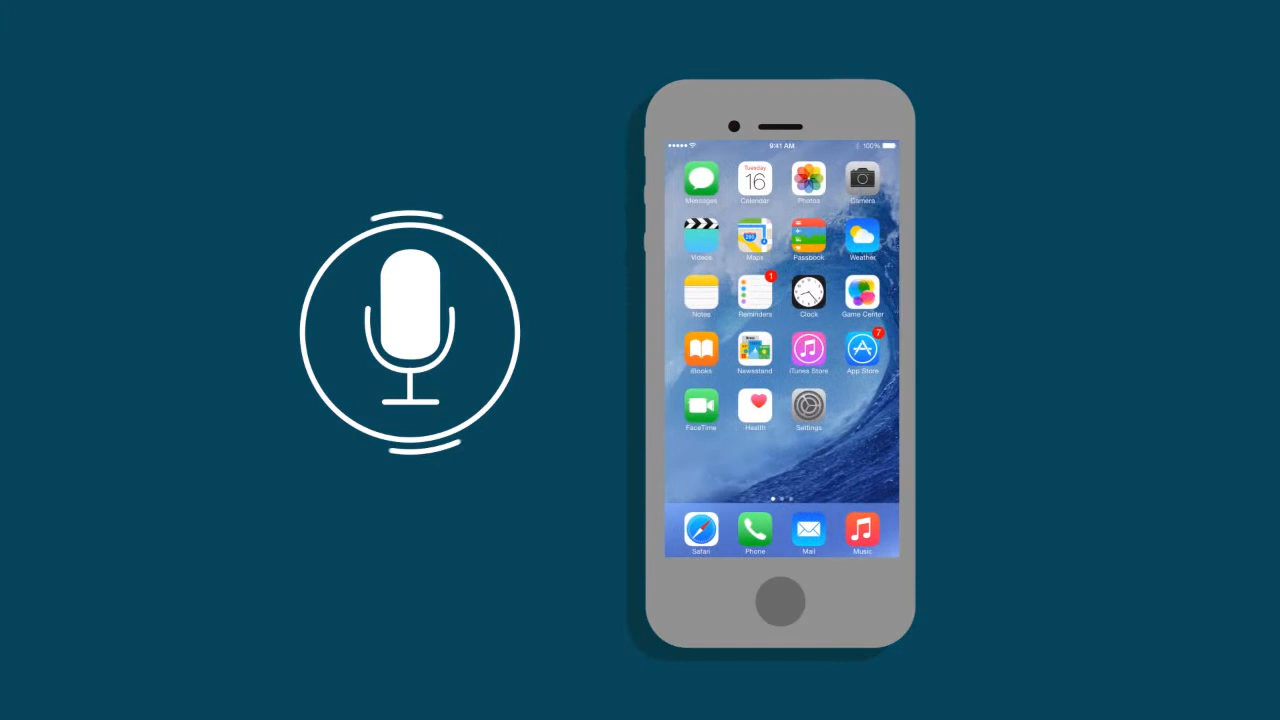 9:41 AM 100%
Messages Tuesday 16 Calendar Photos Camera
Videos 280 Maps Passbook Weather
Notes 1 Reminders Clock Game Center
iBooks Newsstand iTunes Store 7 App Store
FaceTime Health Settings
Safari Phone Mail Music